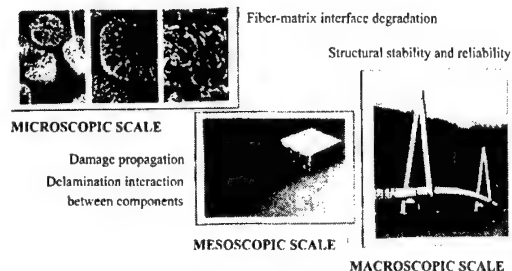 Fiber-matrix interface degradation
Structural stability and reliability
MICROSCOPIC SCALE
Damage propagation
Delamination interaction
between components
MESOSCOPIC SCALE
MACROSCOPIC SCALE